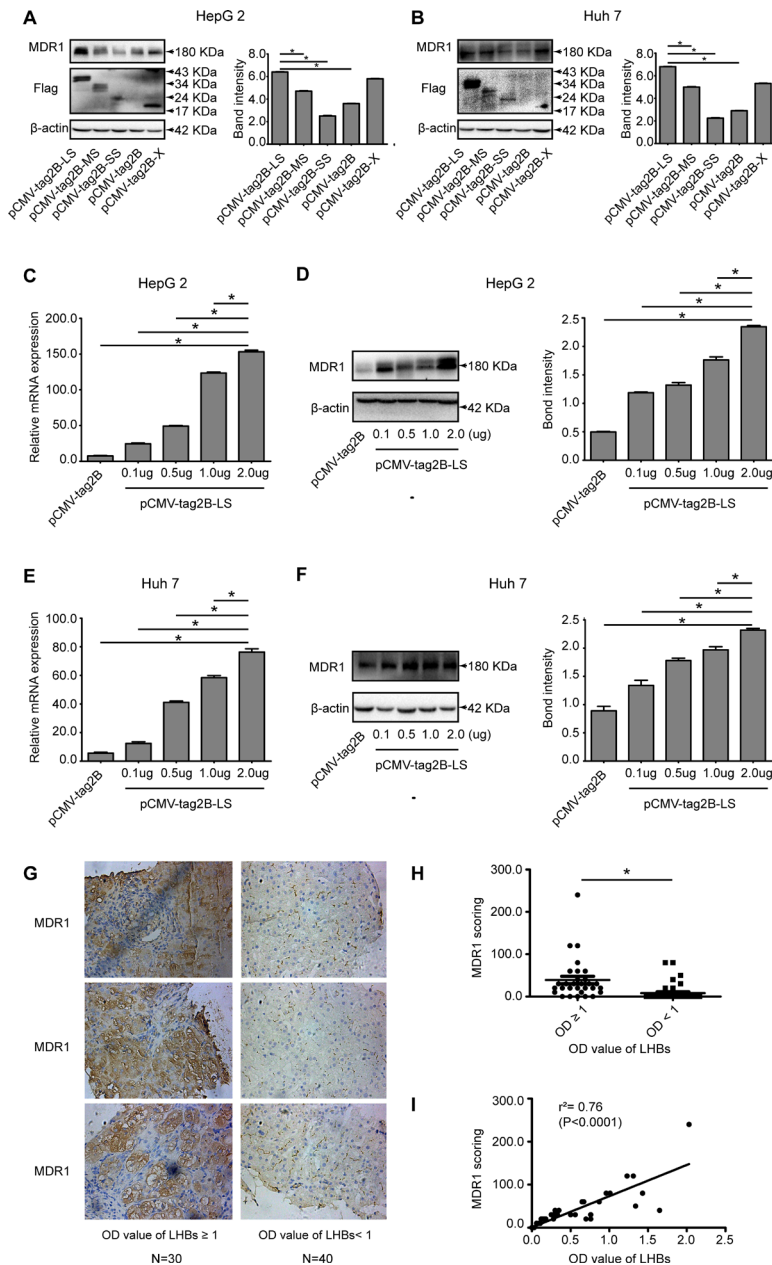 A
HepG 2
MDR1
180 KDa
Flag
43 KDa
34 KDa
24 KDa
17 KDa
β-actin
42 KDa
pCMV-tag2B-LS
pCMV-tag2B-MS
pCMV-tag2B-SS
pCMV-tag2B
pCMV-tag2B-X
Band intensity
8.0
6.0
4.0
2.0
0
*
*
*
pCMV-tag2B-LS
pCMV-tag2B-MS
pCMV-tag2B-SS
pCMV-tag2B
pCMV-tag2B-X
B
Huh 7
MDR1
180 KDa
Flag
43 KDa
34 KDa
24 KDa
17 KDa
β-actin
42 KDa
pCMV-tag2B-LS
pCMV-tag2B-MS
pCMV-tag2B-SS
pCMV-tag2B
pCMV-tag2B-X
Band intensity
8.0
6.0
4.0
2.0
0
*
*
*
pCMV-tag2B-LS
pCMV-tag2B-MS
pCMV-tag2B-SS
pCMV-tag2B
pCMV-tag2B-X
C
HepG 2
Relative mRNA expression
200.0
150.0
100.0
50.0
0.0
*
*
*
*
pCMV-tag2B
0.1ug 0.5ug 1.0ug 2.0ug
pCMV-tag2B-LS
D
HepG 2
MDR1
180 KDa
β-actin
42 KDa
pCMV-tag2B
0.1 0.5 1.0 2.0 (ug)
pCMV-tag2B-LS
Bond intensity
2.5
2.0
1.5
1.0
0.5
0.0
*
*
*
*
pCMV-tag2B
0.1ug 0.5ug 1.0ug 2.0ug
pCMV-tag2B-LS
E
Huh 7
Relative mRNA expression
100.0
80.0
60.0
40.0
20.0
0.0
*
*
*
*
pCMV-tag2B
0.1ug 0.5ug 1.0ug 2.0ug
pCMV-tag2B-LS
F
Huh 7
MDR1
180 KDa
β-actin
42 KDa
pCMV-tag2B
0.1 0.5 1.0 2.0 (ug)
pCMV-tag2B-LS
Bond intensity
2.5
2.0
1.5
1.0
0.5
0.0
*
*
*
*
pCMV-tag2B
0.1ug 0.5ug 1.0ug 2.0ug
pCMV-tag2B-LS
G
MDR1
MDR1
MDR1
OD value of LHBs ≥ 1
OD value of LHBs< 1
N=30
N=40
H
MDR1 scoring
300.0
200.0
100.0
0.0
*
OD ≥ 1
OD < 1
OD value of LHBs
I
r²= 0.76
(P<0.0001)
MDR1 scoring
300.0
200.0
100.0
0.0
0.0 0.5 1.0 1.5 2.0 2.5
OD value of LHBs